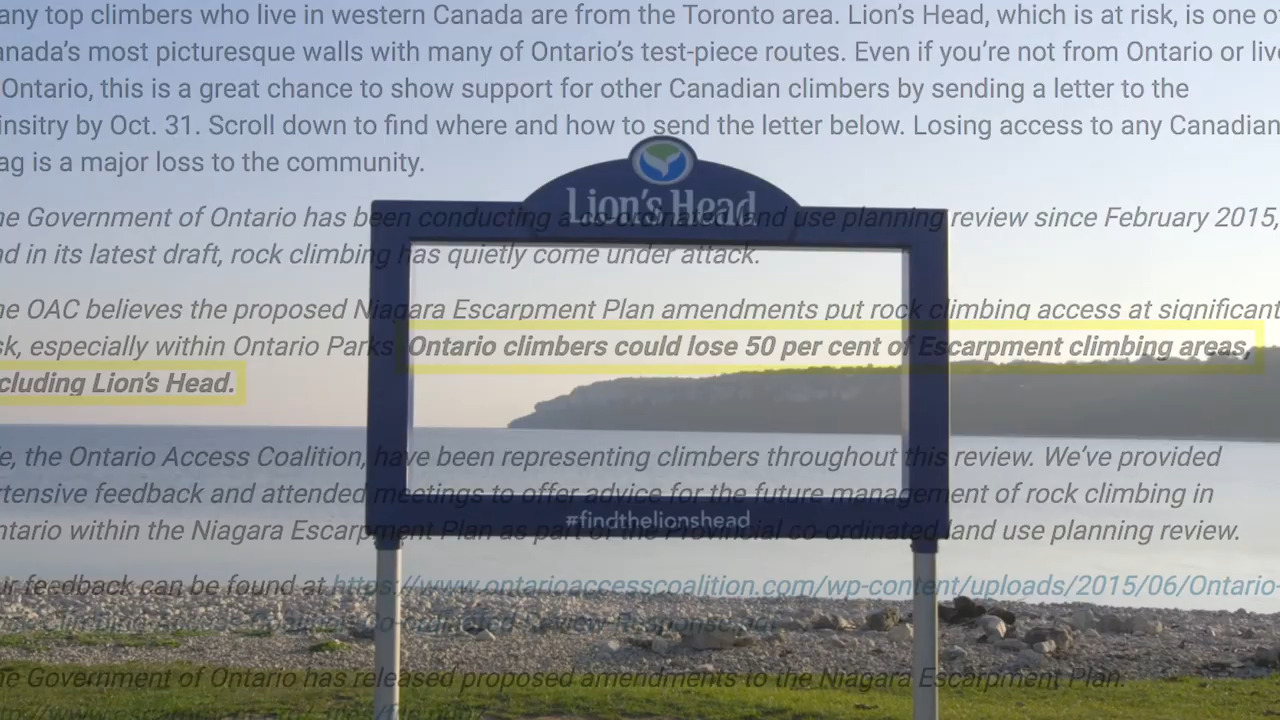 any top climbers who live in western Canada are from the Toronto area. Lion's Head, which is at risk, is one of
anada's most picturesque walls with many of Ontario's test-piece routes. Even if you're not from Ontario or live
Ontario, this is a great chance to show support for other Canadian climbers by sending a letter to the
insitry by Oct. 31. Scroll down to find where and how to send the letter below. Losing access to any Canadian
ag is a major loss to the community.
Lion's Head
he Government of Ontario has been conducting a co-ordinated land use planning review since February 2015,
nd in its latest draft, rock climbing has quietly come under attack.
he OAC believes the proposed Niagara Escarpment Plan amendments put rock climbing access at significant
sk, especially within Ontario Parks. Ontario climbers could lose 50 per cent of Escarpment climbing areas,
cluding Lion's Head.
e, the Ontario Access Coalition, have been representing climbers throughout this review. We've provided
tensive feedback and attended meetings to offer advice for the future management of rock climbing in
ntario within the Niagara Escarpment Plan as part of the Provincial co-ordinated land use planning review.
#findthelionshead
ur feedback can be found at https://www.ontarioaccesscoalition.com/wp-content/uploads/2015/06/Ontario-
he Government of Ontario has released proposed amendments to the Niagara Escarpment Plan.